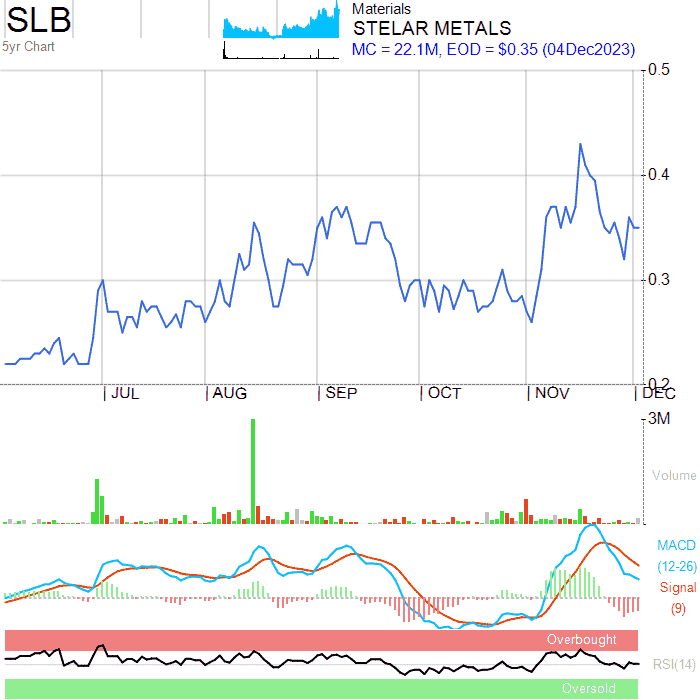 SLB
5yr Chart
Materials
STELAR METALS
MC = 22.1M, EOD = $0.35 (04Dec2023)
0.5
0.4
0.3
0.2
JUL AUG SEP OCT NOV DEC
3M
Volume
MACD
(12-26)
Signal
(9)
Overbought
RSI(14)
Oversold